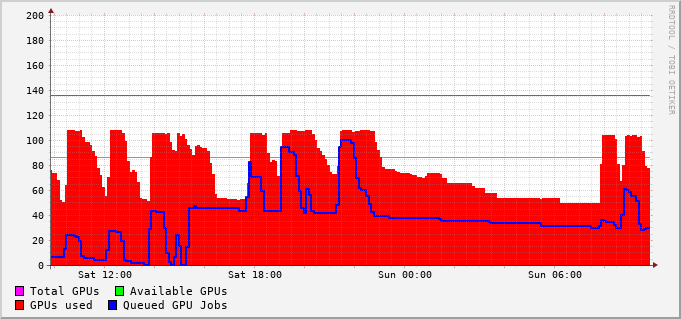 200
180
160
140
120
100
80
60
40
20
0
Sat 12:00 Sat 18:00 Sun 00:00 Sun 06:00
Total GPUs Available GPUs
GPUs used Queued GPU Jobs
RRDTOOL / TOBI OETIKER